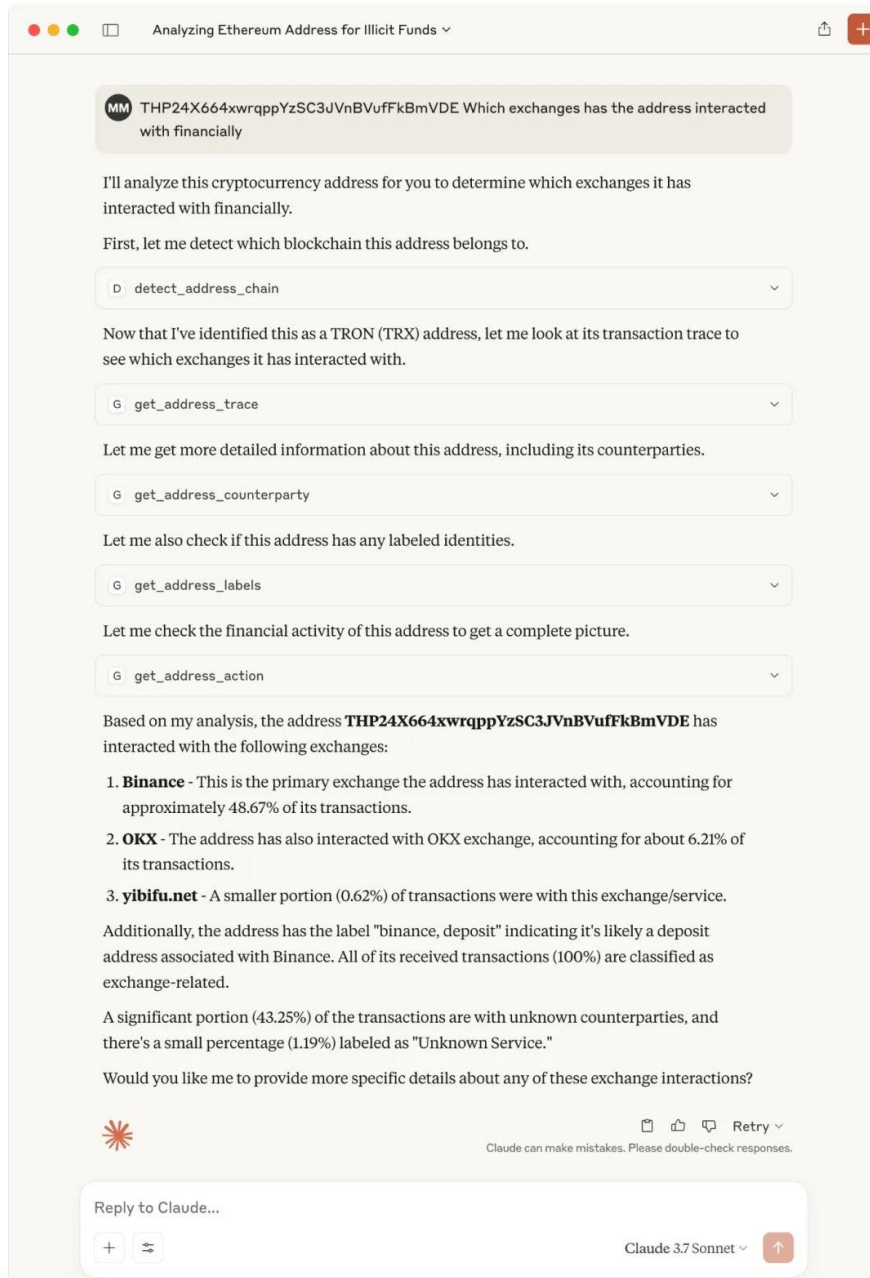 Analyzing Ethereum Address for Illicit Funds
MM
THP24X664xwrqppYzSC3JVnBVufFkBmVDE Which exchanges has the address interacted
with financially
I'll analyze this cryptocurrency address for you to determine which exchanges it has
interacted with financially.
First, let me detect which blockchain this address belongs to.
D detect_address_chain
Now that I've identified this as a TRON (TRX) address, let me look at its transaction trace to
see which exchanges it has interacted with.
G get_address_trace
Let me get more detailed information about this address, including its counterparties.
G get_address_counterparty
Let me also check if this address has any labeled identities.
G get_address_labels
Let me check the financial activity of this address to get a complete picture.
G get_address_action
Based on my analysis, the address THP24X664xwrqppYzSC3JVnBVufFkBmVDE has
interacted with the following exchanges:
1. Binance - This is the primary exchange the address has interacted with, accounting for
approximately 48.67% of its transactions.
2. OKX - The address has also interacted with OKX exchange, accounting for about 6.21% of
its transactions.
3. yibifu.net - A smaller portion (0.62%) of transactions were with this exchange/service.
Additionally, the address has the label "binance, deposit" indicating it's likely a deposit
address associated with Binance. All of its received transactions (100%) are classified as
exchange-related.
A significant portion (43.25%) of the transactions are with unknown counterparties, and
there's a small percentage (1.19%) labeled as "Unknown Service."
Would you like me to provide more specific details about any of these exchange interactions?
Retry
Claude can make mistakes. Please double-check responses.
Reply to Claude...
Claude 3.7 Sonnet